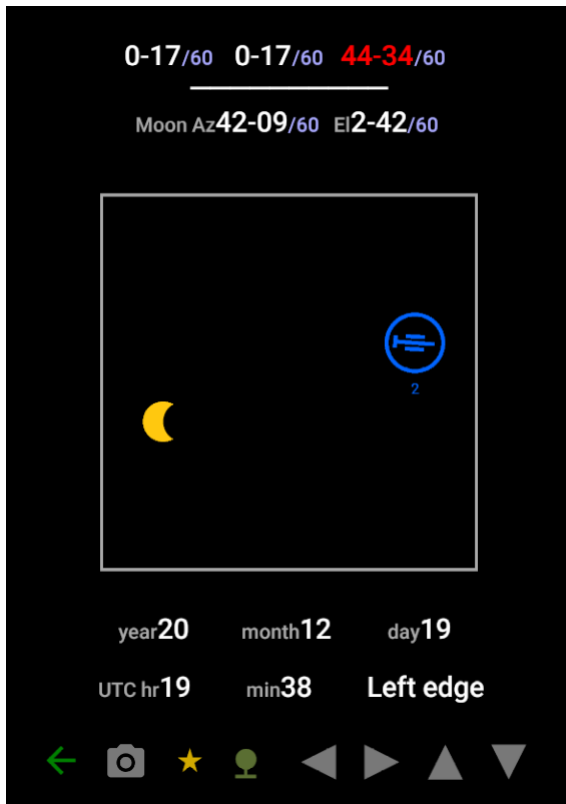 0-17/60 0-17/60 44-34/60
Moon Az42-09/60 El2-42/60
2
year20 month12 day19
UTC hr19 min38 Left edge